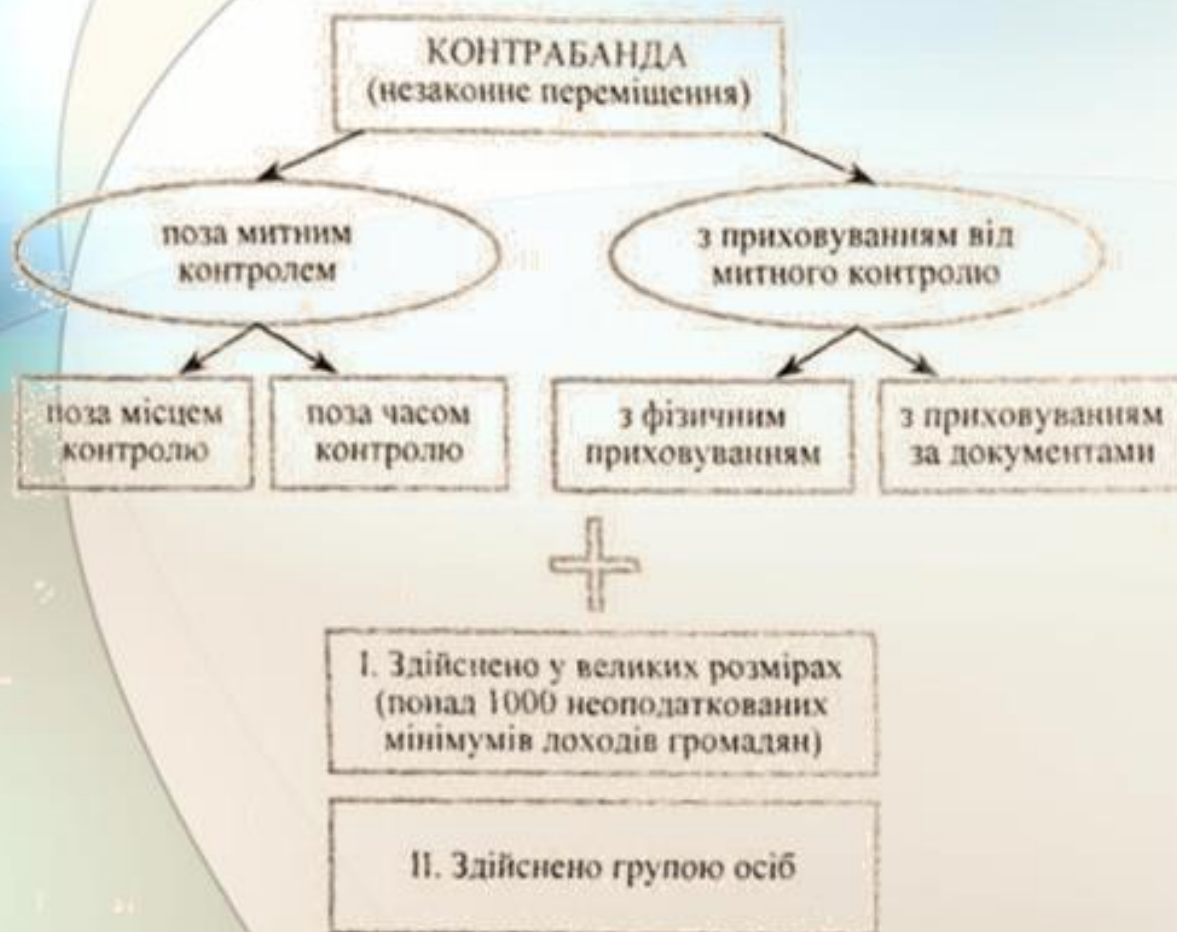 КОНТРАБАНДА
(незаконне переміщення)
поза митним
контролем
з приховуванням від
митного контролю
поза місцем
контролю
поза часом
контролю
з фізичним
приховуванням
з приховуванням
за документами
I. Здійснено у великих розмірах
(понад 1000 неоподаткованих
мінімумів доходів громадян)
II. Здійснено групою осіб